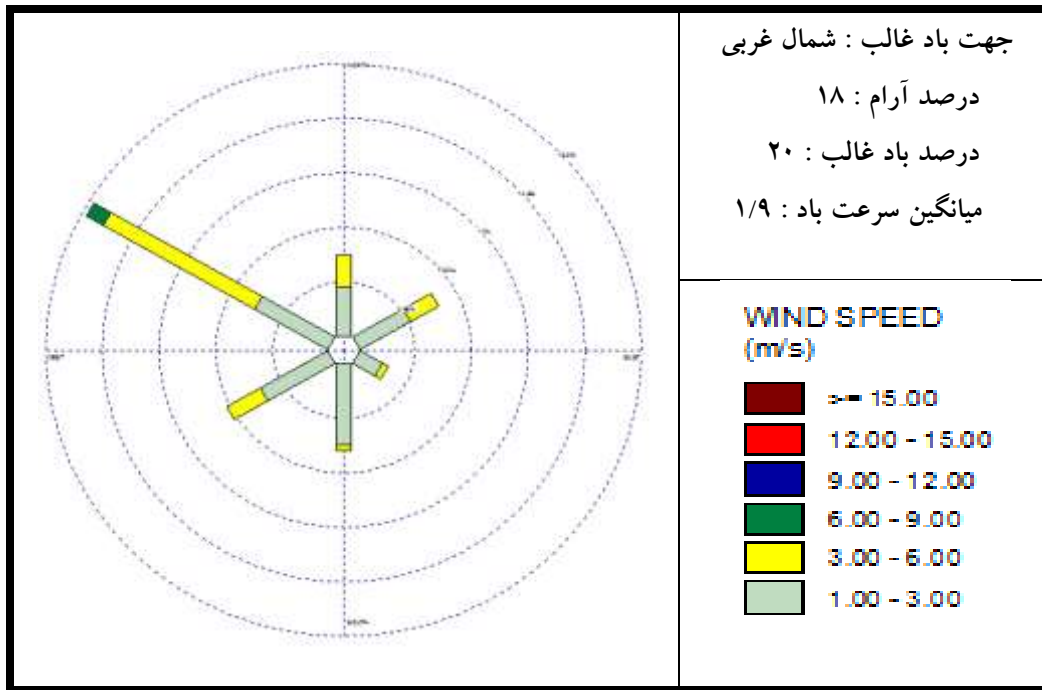 جهت باد غالب : شمال غربی
درصد آرام : ۱۸
درصد باد غالب : ۲۰
میانگین سرعت باد : ۱/۹
WIND SPEED
(m/s)
>= 15.00
12.00 - 15.00
9.00 - 12.00
6.00 - 9.00
3.00 - 6.00
1.00 - 3.00